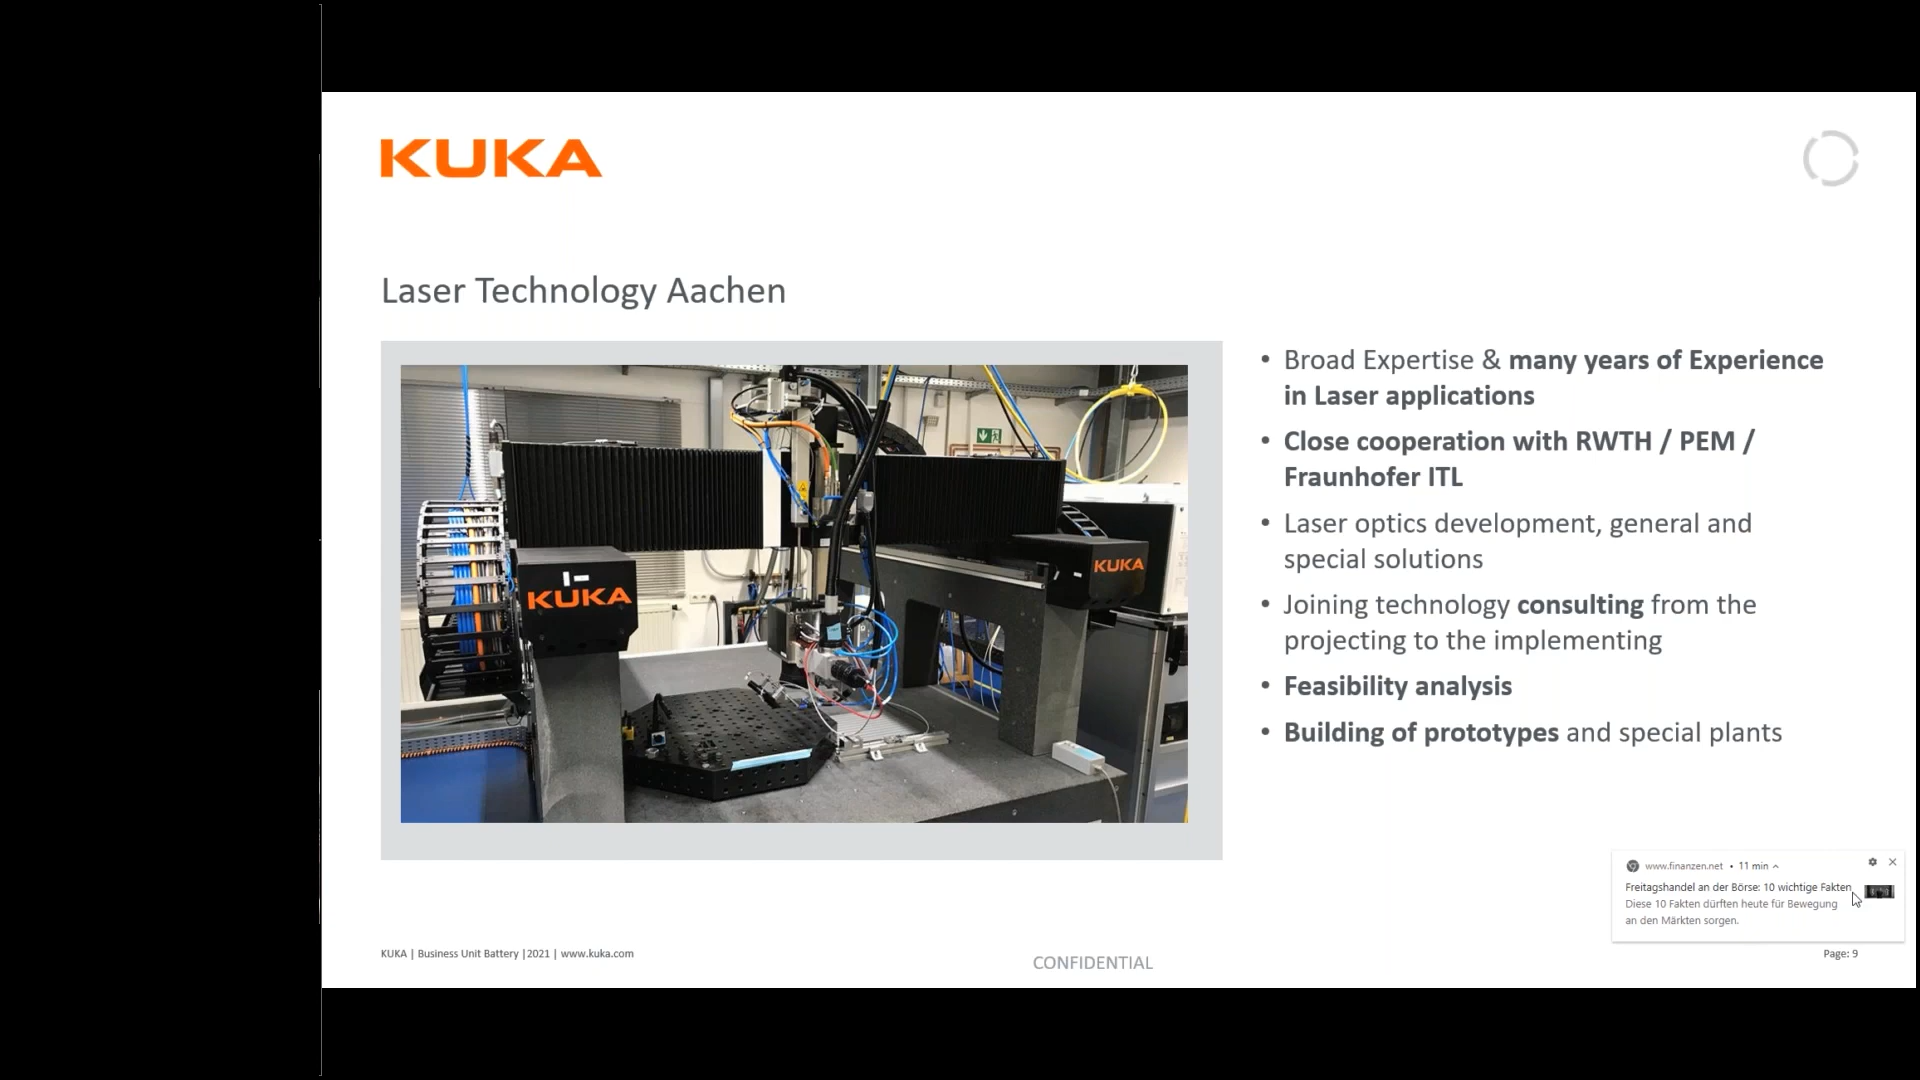 KUKA
Laser Technology Aachen
KUKA
KUKA
• Broad Expertise & many years of Experience
in Laser applications
• Close cooperation with RWTH / PEM /
Fraunhofer ITL
• Laser optics development, general and
special solutions
• Joining technology consulting from the
projecting to the implementing
• Feasibility analysis
• Building of prototypes and special plants
www.finanzen.net • 11 min
Freitagshandel an der Börse: 10 wichtige Fakten
Diese 10 Fakten dürften heute für Bewegung
an den Märkten sorgen.
KUKA | Business Unit Battery |2021 | www.kuka.com
CONFIDENTIAL
Page: 9